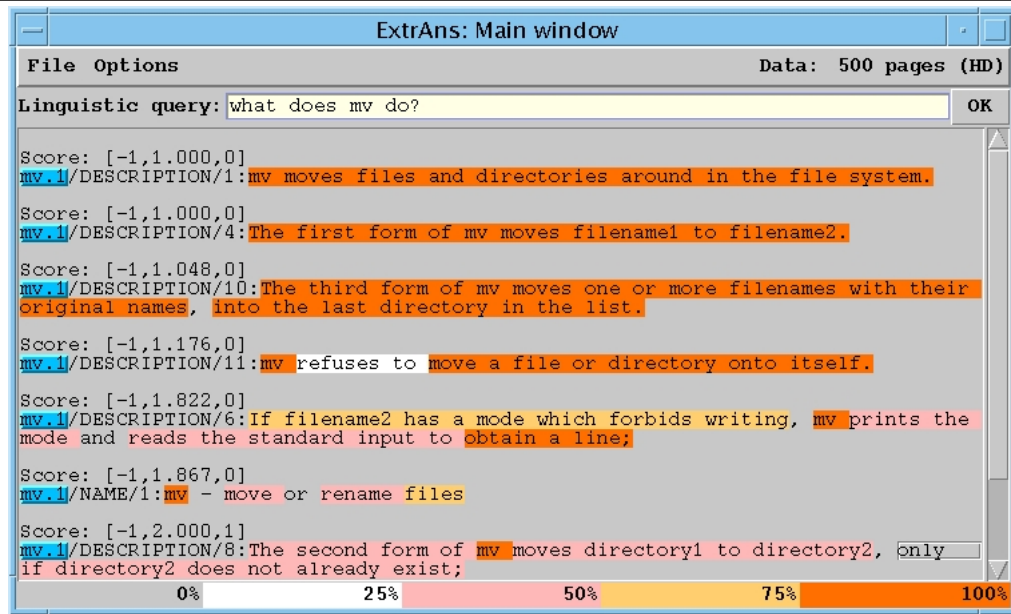 ExtrAns: Main window
File Options Data: 500 pages (HD)
Linguistic query: what does mv do? OK
Score: [-1,1.000,0]
mv.1/DESCRIPTION/1:mv moves files and directories around in the file system.
Score: [-1,1.000,0]
mv.1/DESCRIPTION/4:The first form of mv moves filename1 to filename2.
Score: [-1,1.048,0]
mv.1/DESCRIPTION/10:The third form of mv moves one or more filenames with their
original names, into the last directory in the list.
Score: [-1,1.176,0]
mv.1/DESCRIPTION/11:mv refuses to move a file or directory onto itself.
Score: [-1,1.822,0]
mv.1/DESCRIPTION/6:If filename2 has a mode which forbids writing, mv prints the
mode and reads the standard input to obtain a line;
Score: [-1,1.867,0]
mv.1/NAME/1:mv - move or rename files
Score: [-1,2.000,1]
mv.1/DESCRIPTION/8:The second form of mv moves directory1 to directory2, only
if directory2 does not already exist;
0% 25% 50% 75% 100%